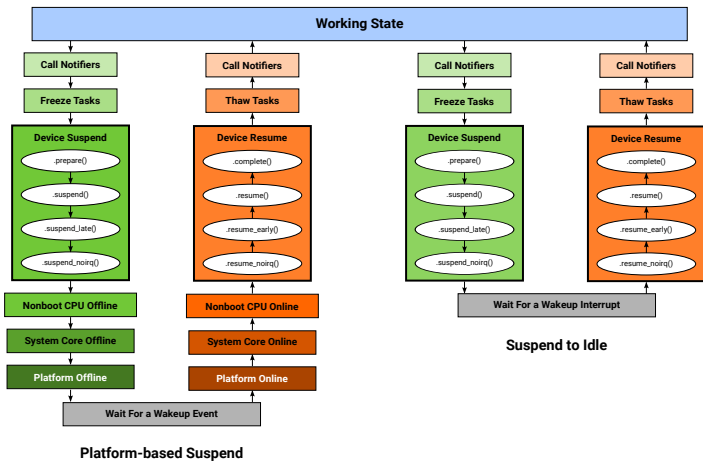 Working State
Call Notifiers
Freeze Tasks
Device Suspend
.prepare()
.suspend()
.suspend_late()
.suspend_noirq()
Nonboot CPU Offline
System Core Offline
Platform Offline
Call Notifiers
Thaw Tasks
Device Resume
.complete()
.resume()
.resume_early()
.resume_noirq()
Nonboot CPU Online
System Core Online
Platform Online
Wait For a Wakeup Event
Platform-based Suspend
Call Notifiers
Freeze Tasks
Device Suspend
.prepare()
.suspend()
.suspend_late()
.suspend_noirq()
Call Notifiers
Thaw Tasks
Device Resume
.complete()
.resume()
.resume_early()
.resume_noirq()
Wait For a Wakeup Interrupt
Suspend to Idle